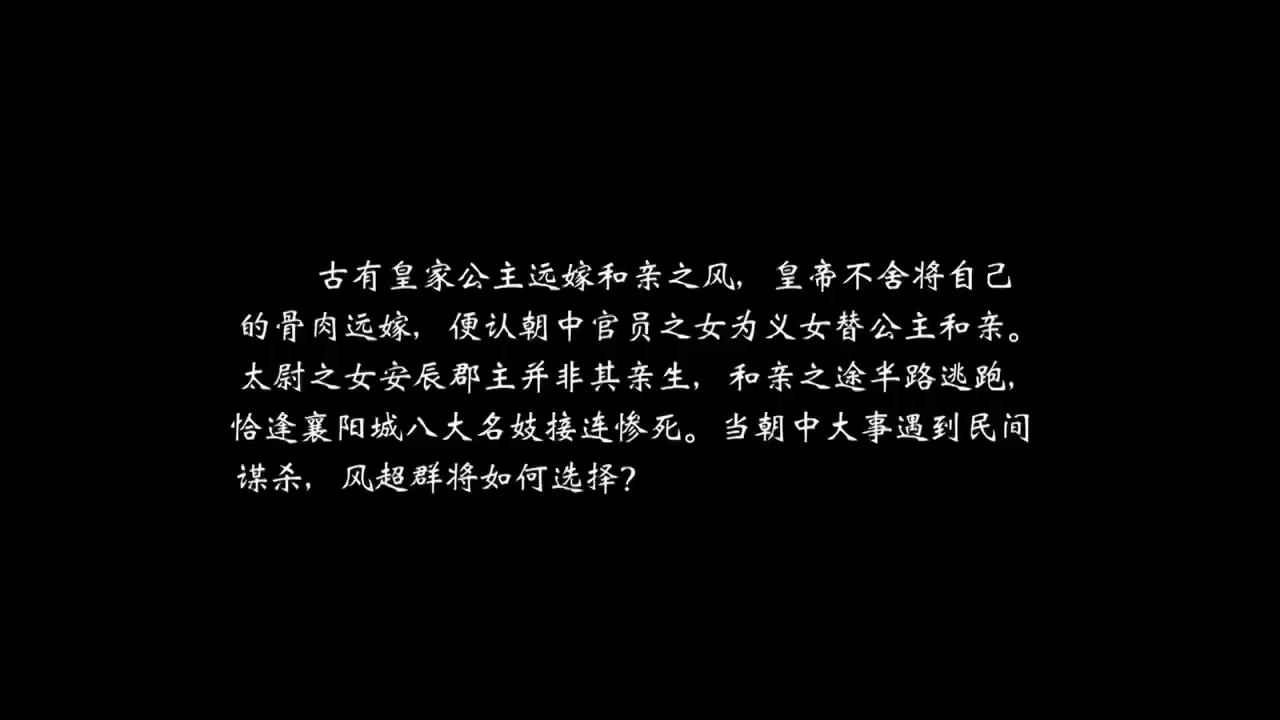 古有皇家公主远嫁和亲之风，皇帝不舍将自己
的骨肉远嫁，便认朝中官员之女为义女替公主和亲。
太尉之女安辰郡主并非其亲生，和亲之途半路逃跑，
恰逢襄阳城八大名妓接连惨死。当朝中大事遇到民间
谋杀，风超群将如何选择？